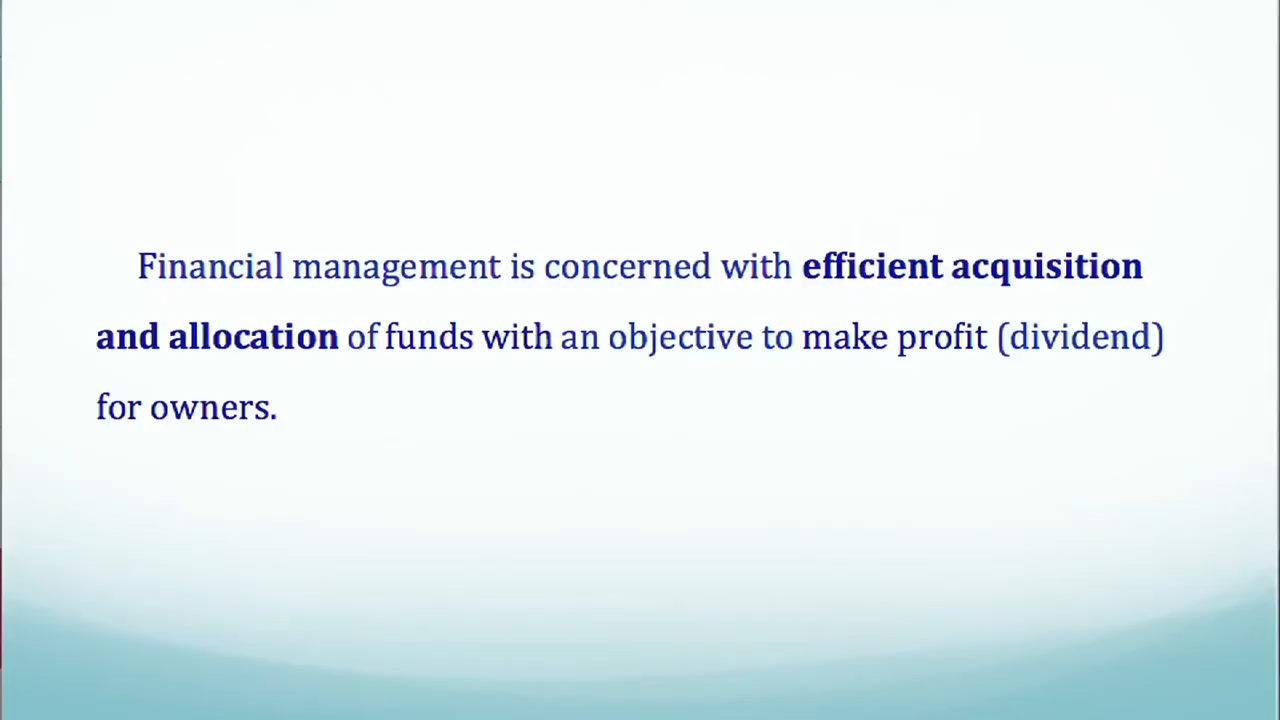 Financial management is concerned with efficient acquisition
and allocation of funds with an objective to make profit (dividend)
for owners.